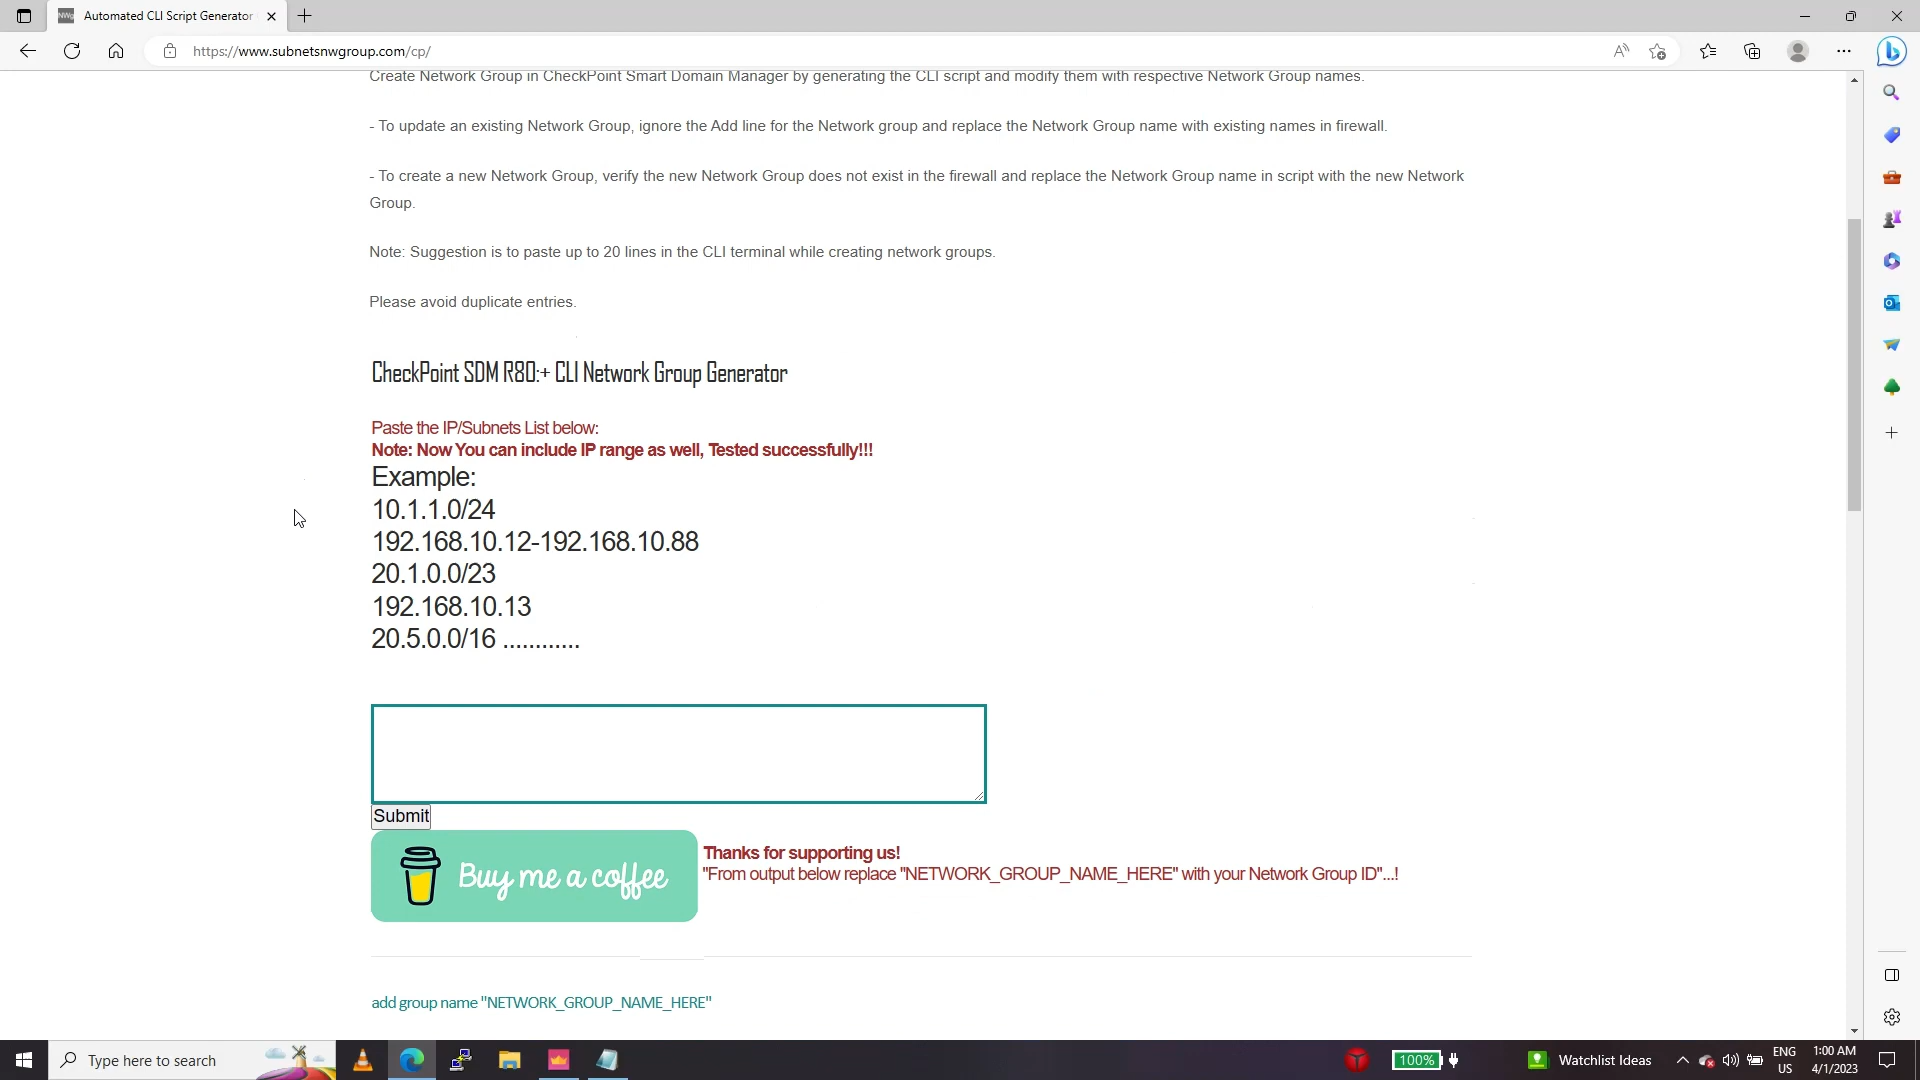 Automated CLI Script Generator
https://www.subnetsnwgroup.com/cp/
Create Network Group in CheckPoint Smart Domain Manager by generating the CLI script and modify them with respective Network Group names.
- To update an existing Network Group, ignore the Add line for the Network group and replace the Network Group name with existing names in firewall.
- To create a new Network Group, verify the new Network Group does not exist in the firewall and replace the Network Group name in script with the new Network
Group.
Note: Suggestion is to paste up to 20 lines in the CLI terminal while creating network groups.
Please avoid duplicate entries.
CheckPoint SDM R80:+ CLI Network Group Generator
Paste the IP/Subnets List below:
Note: Now You can include IP range as well, Tested successfully!!!
Example:
10.1.1.0/24
192.168.10.12-192.168.10.88
20.1.0.0/23
192.168.10.13
20.5.0.0/16 ............
Submit
Buy me a coffee
Thanks for supporting us!
"From output below replace "NETWORK_GROUP_NAME_HERE" with your Network Group ID"...!
add group name "NETWORK_GROUP_NAME_HERE"
Type here to search
100%
Watchlist Ideas
ENG
US
1:00 AM
4/1/2023